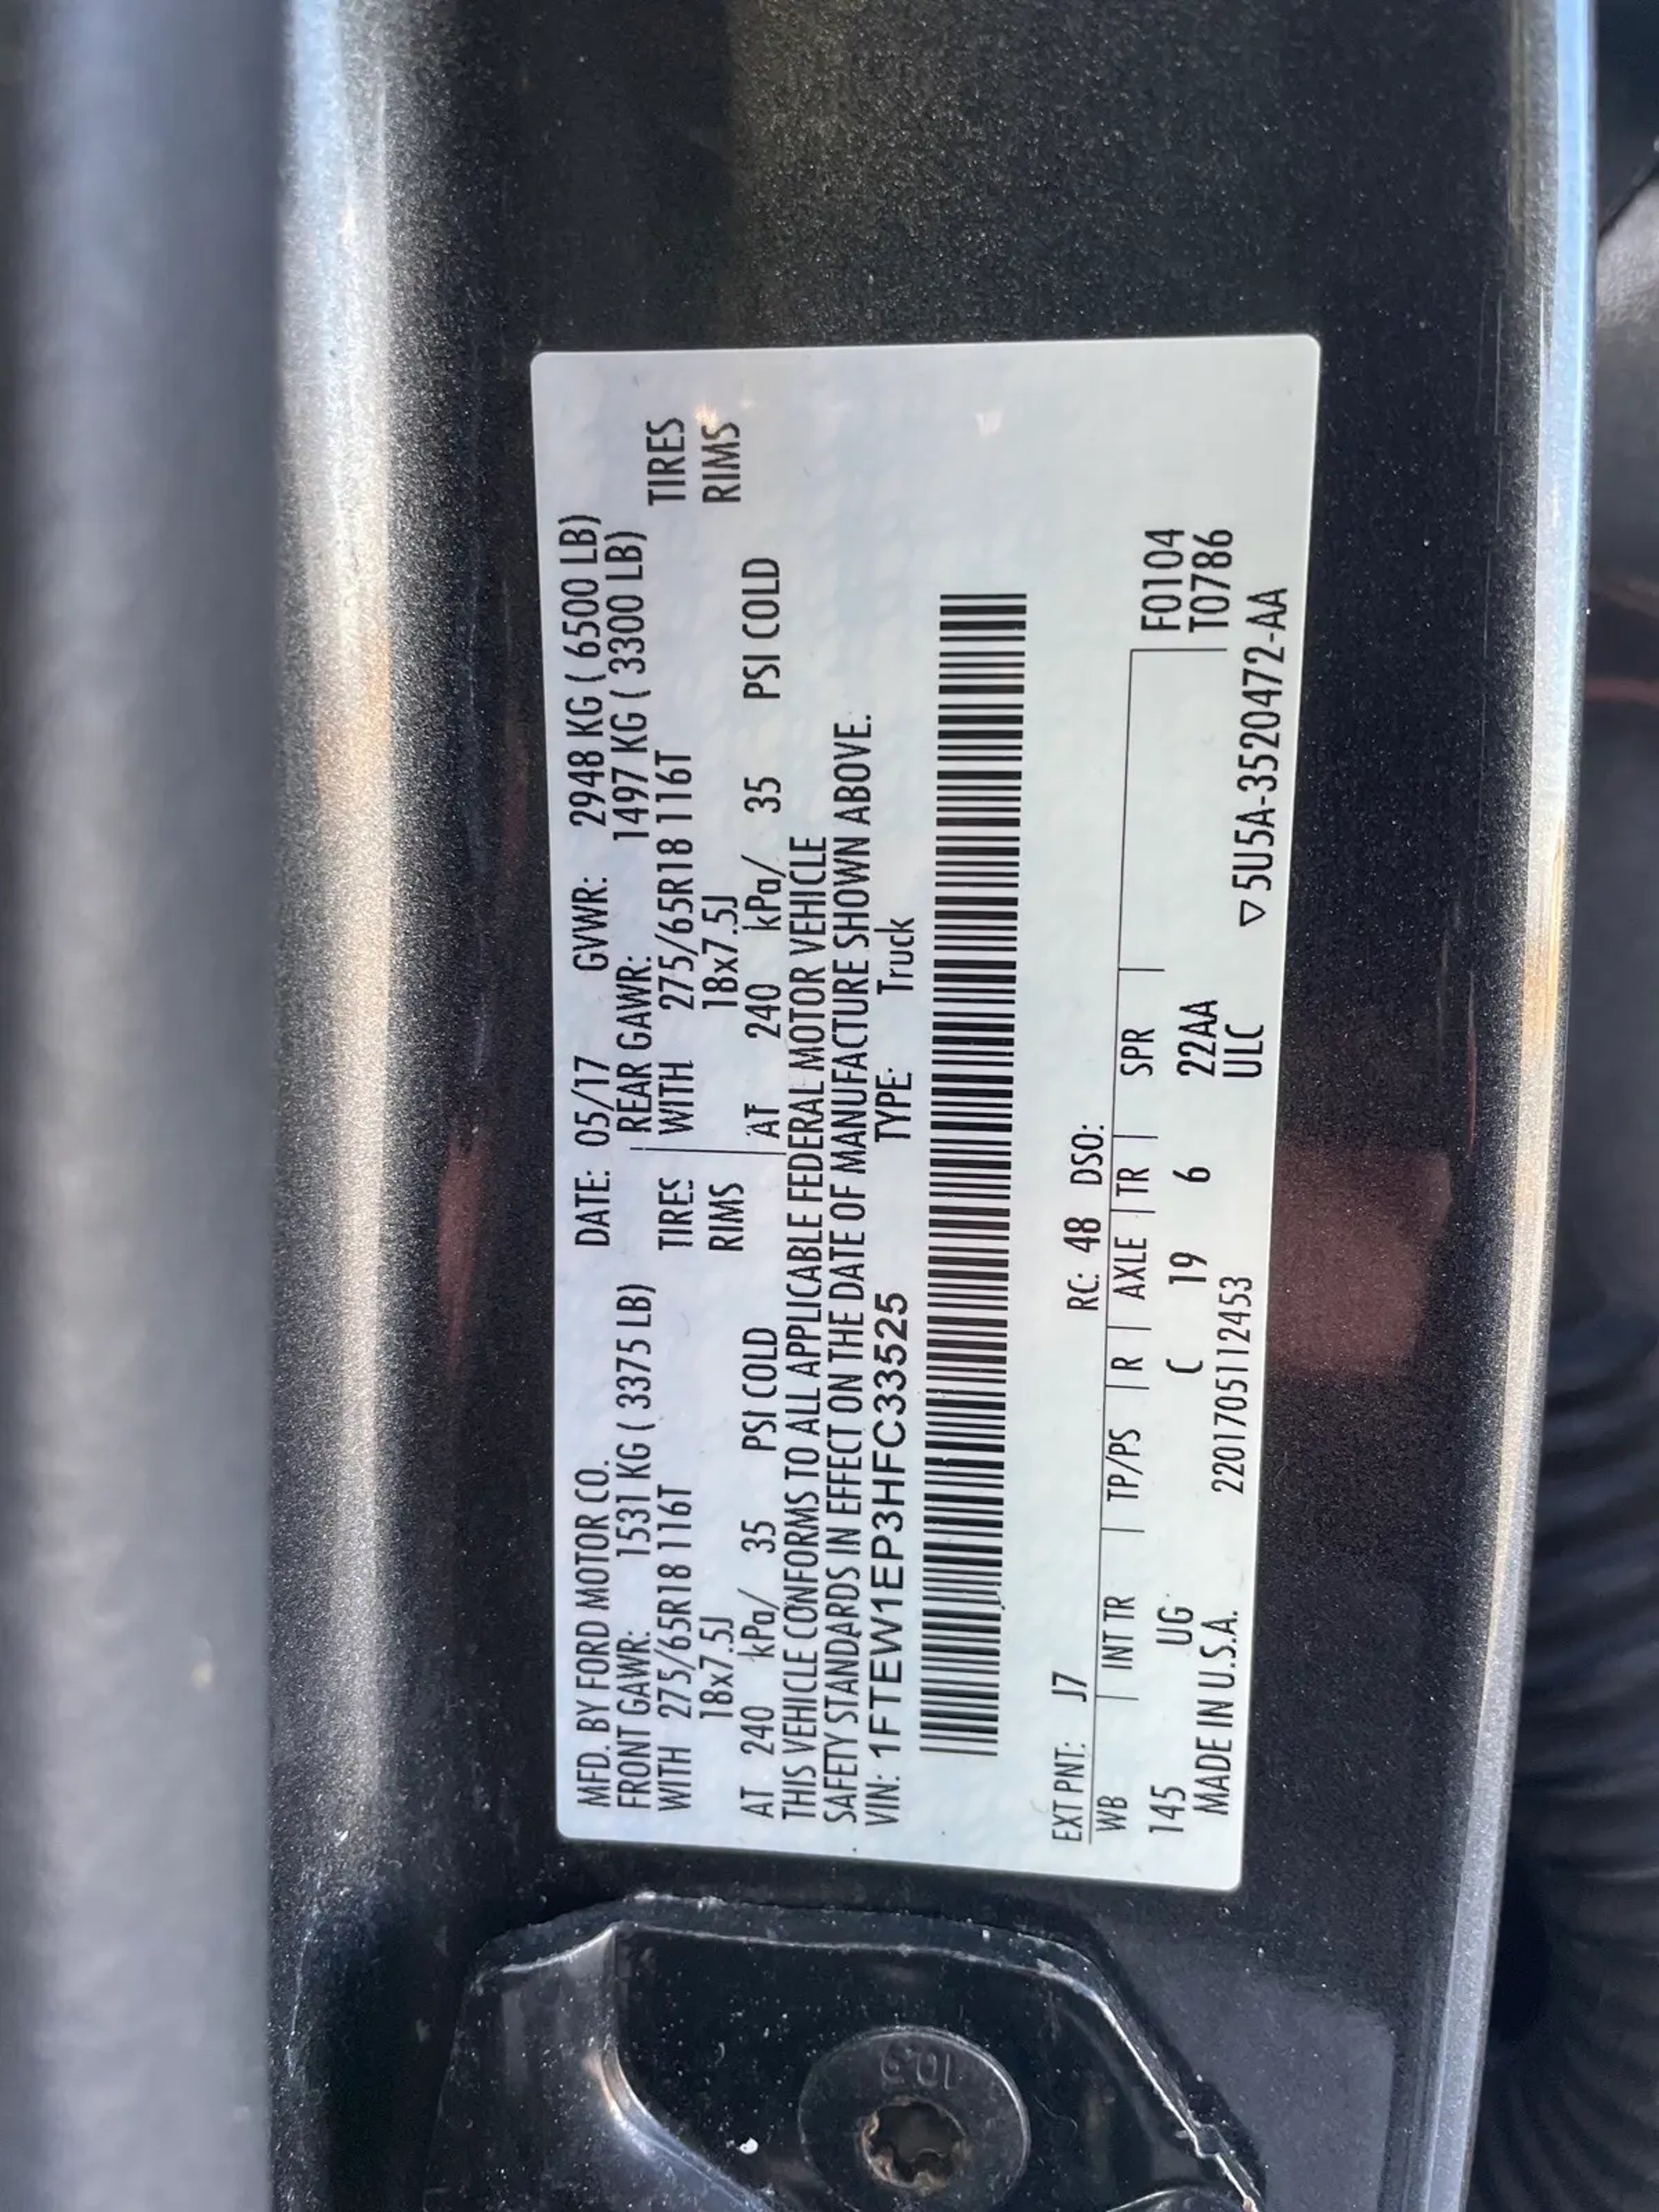 MFD. BY FORD MOTOR CO. DATE: 05/17 GVWR: 2948 KG ( 6500 LB)
FRONT GAWR: 1531 KG ( 3375 LB) REAR GAWR: 1497 KG ( 3300 LB)
WITH 275/65R18 116T TIRES WITH 275/65R18 116T TIRES
18x7.5J RIMS 18x7.5J RIMS
AT 240 kPa/ 35 PSI COLD AT 240 kPa/ 35 PSI COLD
THIS VEHICLE CONFORMS TO ALL APPLICABLE FEDERAL MOTOR VEHICLE
SAFETY STANDARDS IN EFFECT ON THE DATE OF MANUFACTURE SHOWN ABOVE.
VIN: 1FTEW1EP3HFC33525 TYPE: Truck
EXT PNT: J7 RC: 48 DSO:
WB INT TR TP/PS R AXLE TR SPR F0104
145 UG C 19 6 22AA T0786
MADE IN U.S.A. 2201705112453 ULC ▽5U5A-3520472-AA
10.9